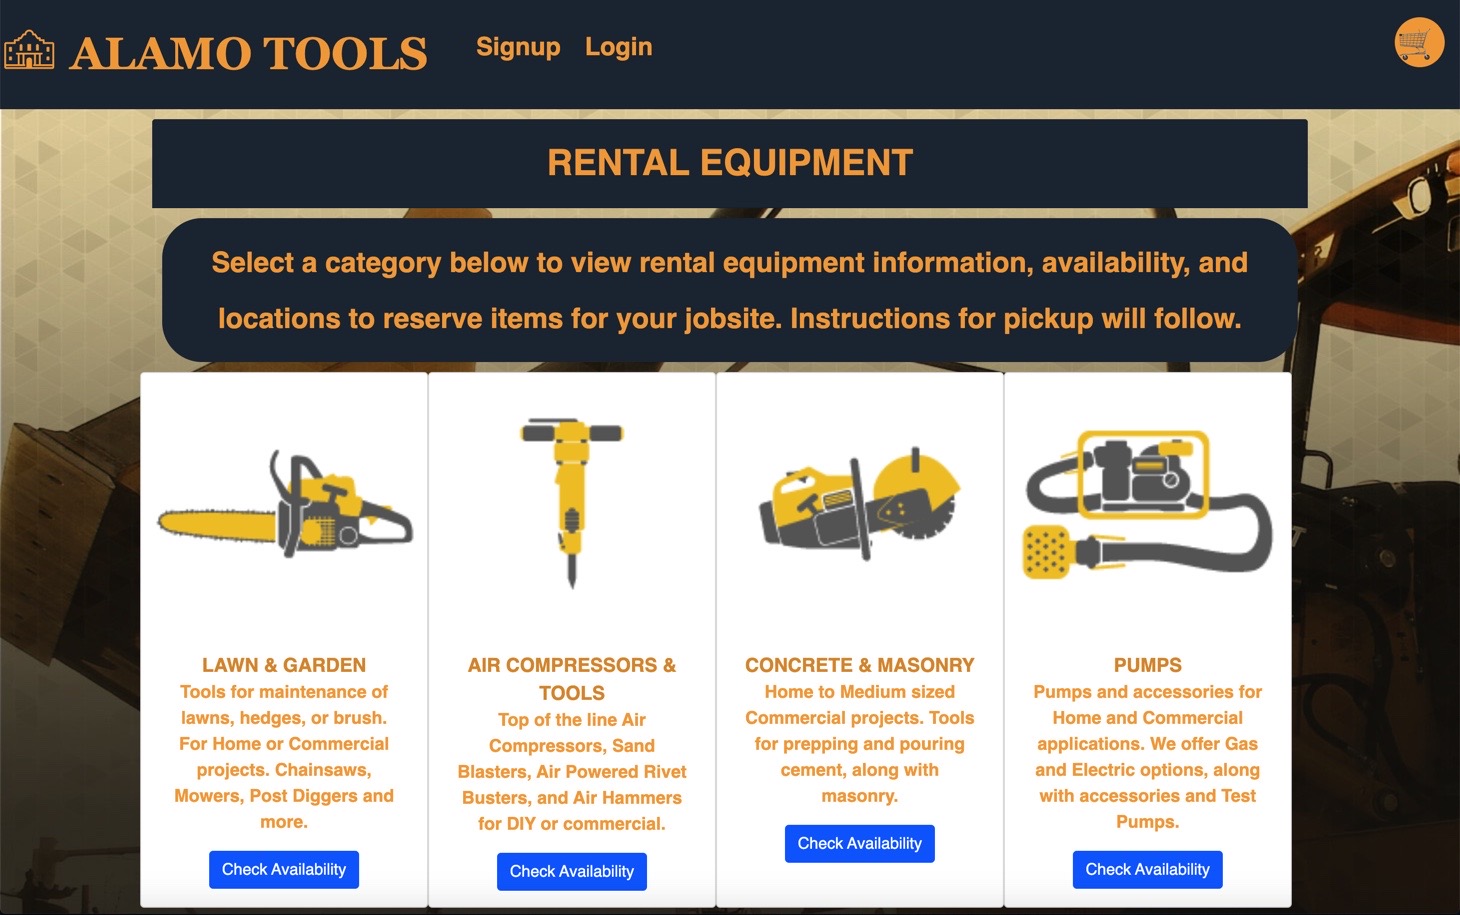 ALAMO TOOLS
Signup
Login
RENTAL EQUIPMENT
Select a category below to view rental equipment information, availability, and
locations to reserve items for your jobsite. Instructions for pickup will follow.
LAWN & GARDEN
Tools for maintenance of
lawns, hedges, or brush.
For Home or Commercial
projects. Chainsaws,
Mowers, Post Diggers and
more.
Check Availability
AIR COMPRESSORS &
TOOLS
Top of the line Air
Compressors, Sand
Blasters, Air Powered Rivet
Busters, and Air Hammers
for DIY or commercial.
Check Availability
CONCRETE & MASONRY
Home to Medium sized
Commercial projects. Tools
for prepping and pouring
cement, along with
masonry.
Check Availability
PUMPS
Pumps and accessories for
Home and Commercial
applications. We offer Gas
and Electric options, along
with accessories and Test
Pumps.
Check Availability